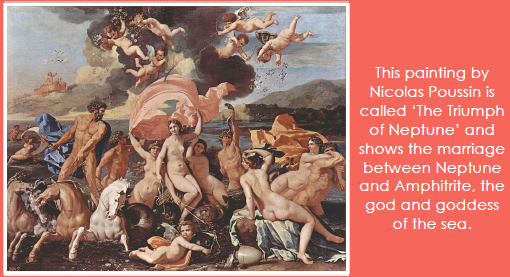 This painting by
Nicolas Poussin is
called ‘The Triumph
of Neptune’ and
shows the marriage
between Neptune
and Amphitrite, the
god and goddess
of the sea.